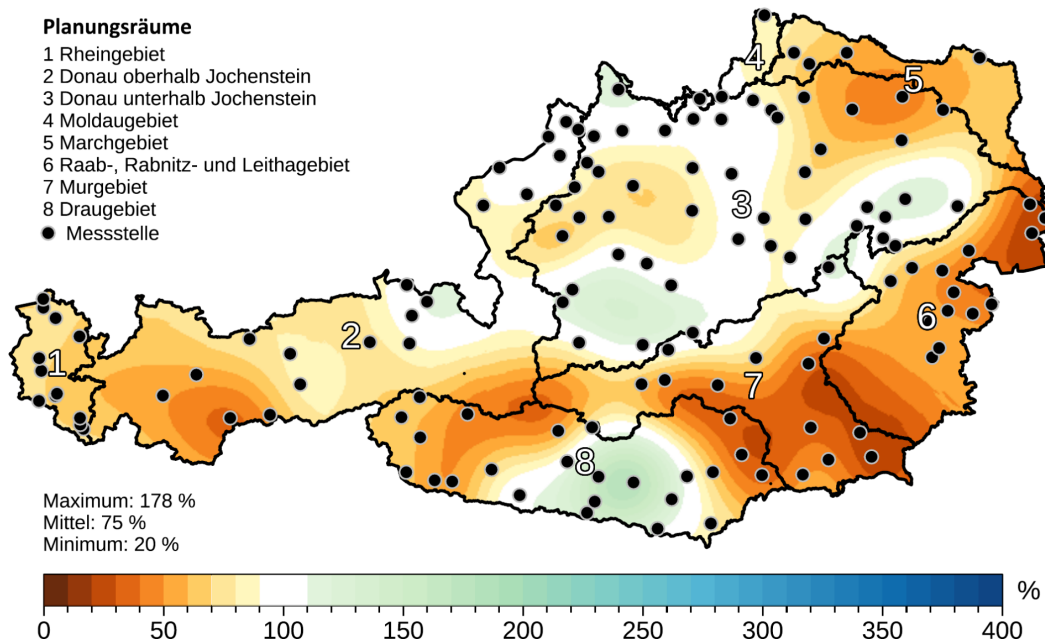 Planungsräume
1 Rheingebiet
2 Donau oberhalb Jochenstein
3 Donau unterhalb Jochenstein
4 Moldaugebiet
5 Marchgebiet
6 Raab-, Rabnitz- und Leithagebiet
7 Murgebiet
8 Draugebiet
Messstelle
4
5
3
2
1
6
7
8
Maximum: 178 %
Mittel: 75 %
Minimum: 20 %
%
0 50 100 150 200 250 300 350 400